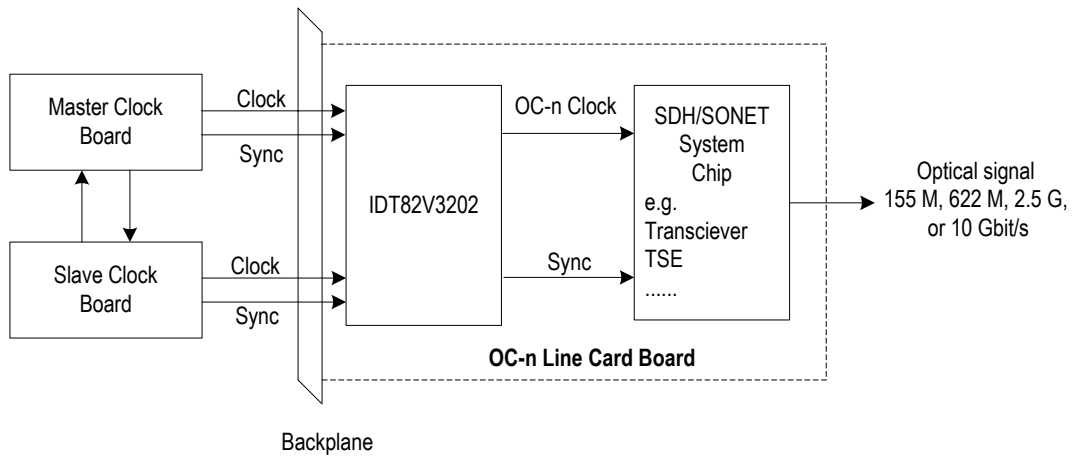 Master Clock
Board
Clock
Sync
Slave Clock
Board
Clock
Sync
Backplane
IDT82V3202
OC-n Clock
Sync
SDH/SONET
System
Chip
e.g.
Transciever
TSE
......
OC-n Line Card Board
Optical signal
155 M, 622 M, 2.5 G,
or 10 Gbit/s